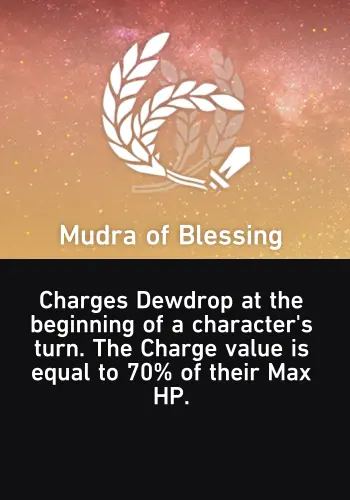 Mudra of Blessing
Charges Dewdrop at the
beginning of a character's
turn. The Charge value is
equal to 70% of their Max
HP.